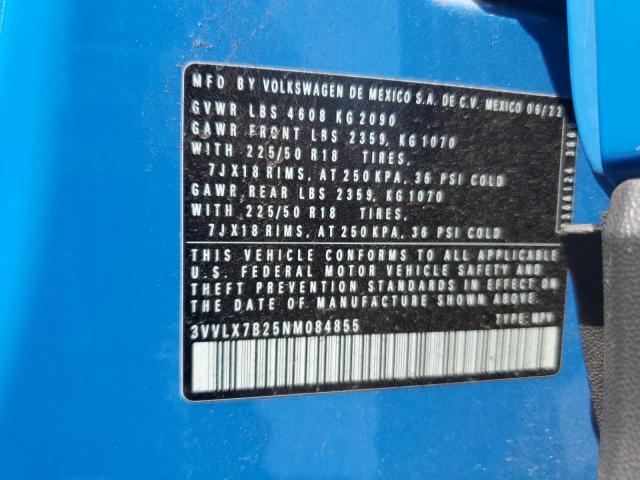 MFD BY VOLKSWAGEN DE MEXICO S.A. DE C.V. MEXICO 06/22
GVWR LBS 4608 KG 2090
GAWR FRONT LBS 2359, KG 1070
WITH 225/50 R18 TIRES,
7JX18 RIMS, AT 250 KPA, 36 PSI COLD
GAWR REAR LBS 2359, KG 1070
WITH 225/50 R18 TIRES,
7JX18 RIMS, AT 250 KPA, 36 PSI COLD
THIS VEHICLE CONFORMS TO ALL APPLICABLE
U.S. FEDERAL MOTOR VEHICLE SAFETY AND
THEFT PREVENTION STANDARDS IN EFFECT ON
THE DATE OF MANUFACTURE SHOWN ABOVE
3VVLX7B25NM084855 TYPE: MPV